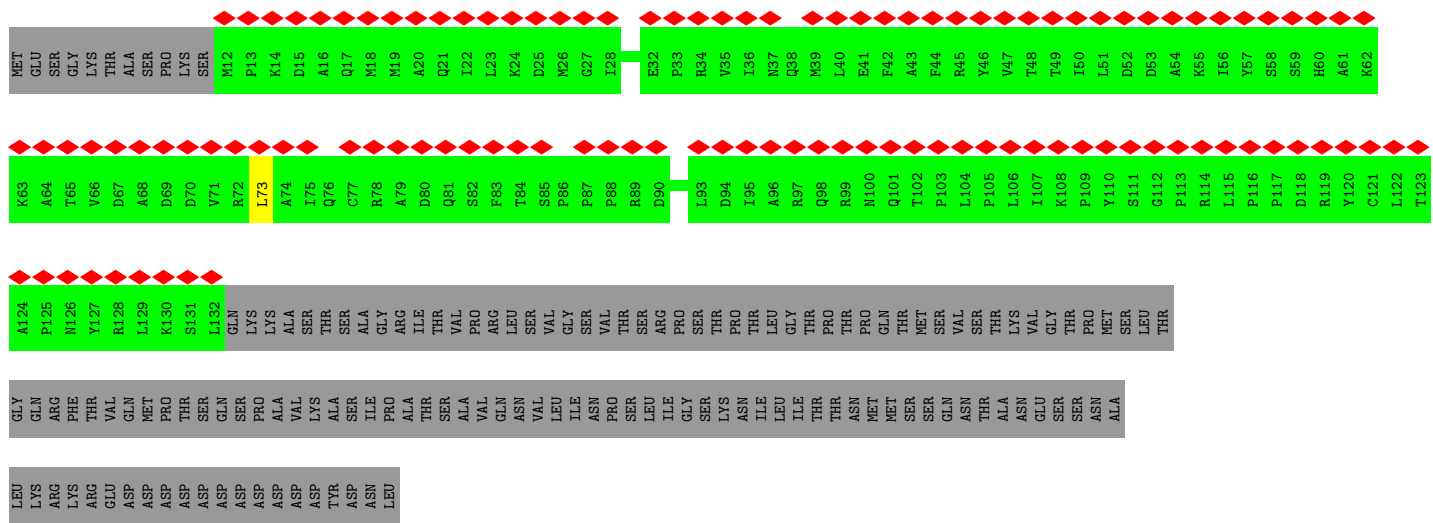 MET GLU SER GLY LYS THR ALA SER PRO LYS SER M12 P13 K14 D15 A16 Q17 M18 M19 A20 Q21 I22 L23 K24 D25 M26 G27 I28 E32 P33 R34 V35 I36 N37 Q38 M39 L40 E41 F42 A43 F44 R45 Y46 V47 T48 T49 I50 L51 D52 D53 A54 K55 I56 Y57 S58 S59 H60 A61 K62
K63 A64 T65 V66 D67 A68 D69 D70 V71 R72 L73 A74 I75 Q76 C77 R78 A79 D80 Q81 S82 F83 T84 S85 P86 P87 P88 R89 D90 L93 D94 I95 A96 R97 Q98 R99 N100 Q101 T102 P103 L104 P105 L106 I107 K108 P109 Y110 S111 G112 P113 R114 L115 P116 P117 D118 R119 Y120 C121 L122 T123
A124 P125 N126 Y127 R128 L129 K130 S131 L132 GLN LYS LYS ALA SER THR SER ALA GLY ARG ILE THR VAL PRO ARG LEU SER VAL GLY SER VAL THR SER ARG PRO SER THR PRO THR LEU GLY THR PRO THR PRO GLN THR MET SER VAL SER THR LYS VAL GLY THR PRO MET SER LEU THR
GLY GLN ARG PHE THR VAL GLN MET PRO THR SER GLN SER PRO ALA VAL LYS ALA SER ILE PRO ALA THR SER ALA VAL GLN ASN VAL LEU ILE ASN PRO SER LEU ILE GLY SER LYS ASN ILE LEU ILE THR THR ASN MET MET SER SER GLN ASN THR ALA ASN GLU SER SER ASN ALA
LEU LYS ARG LYS ARG GLU ASP ASP ASP ASP ASP ASP ASP ASP ASP TYR ASP ASN LEU